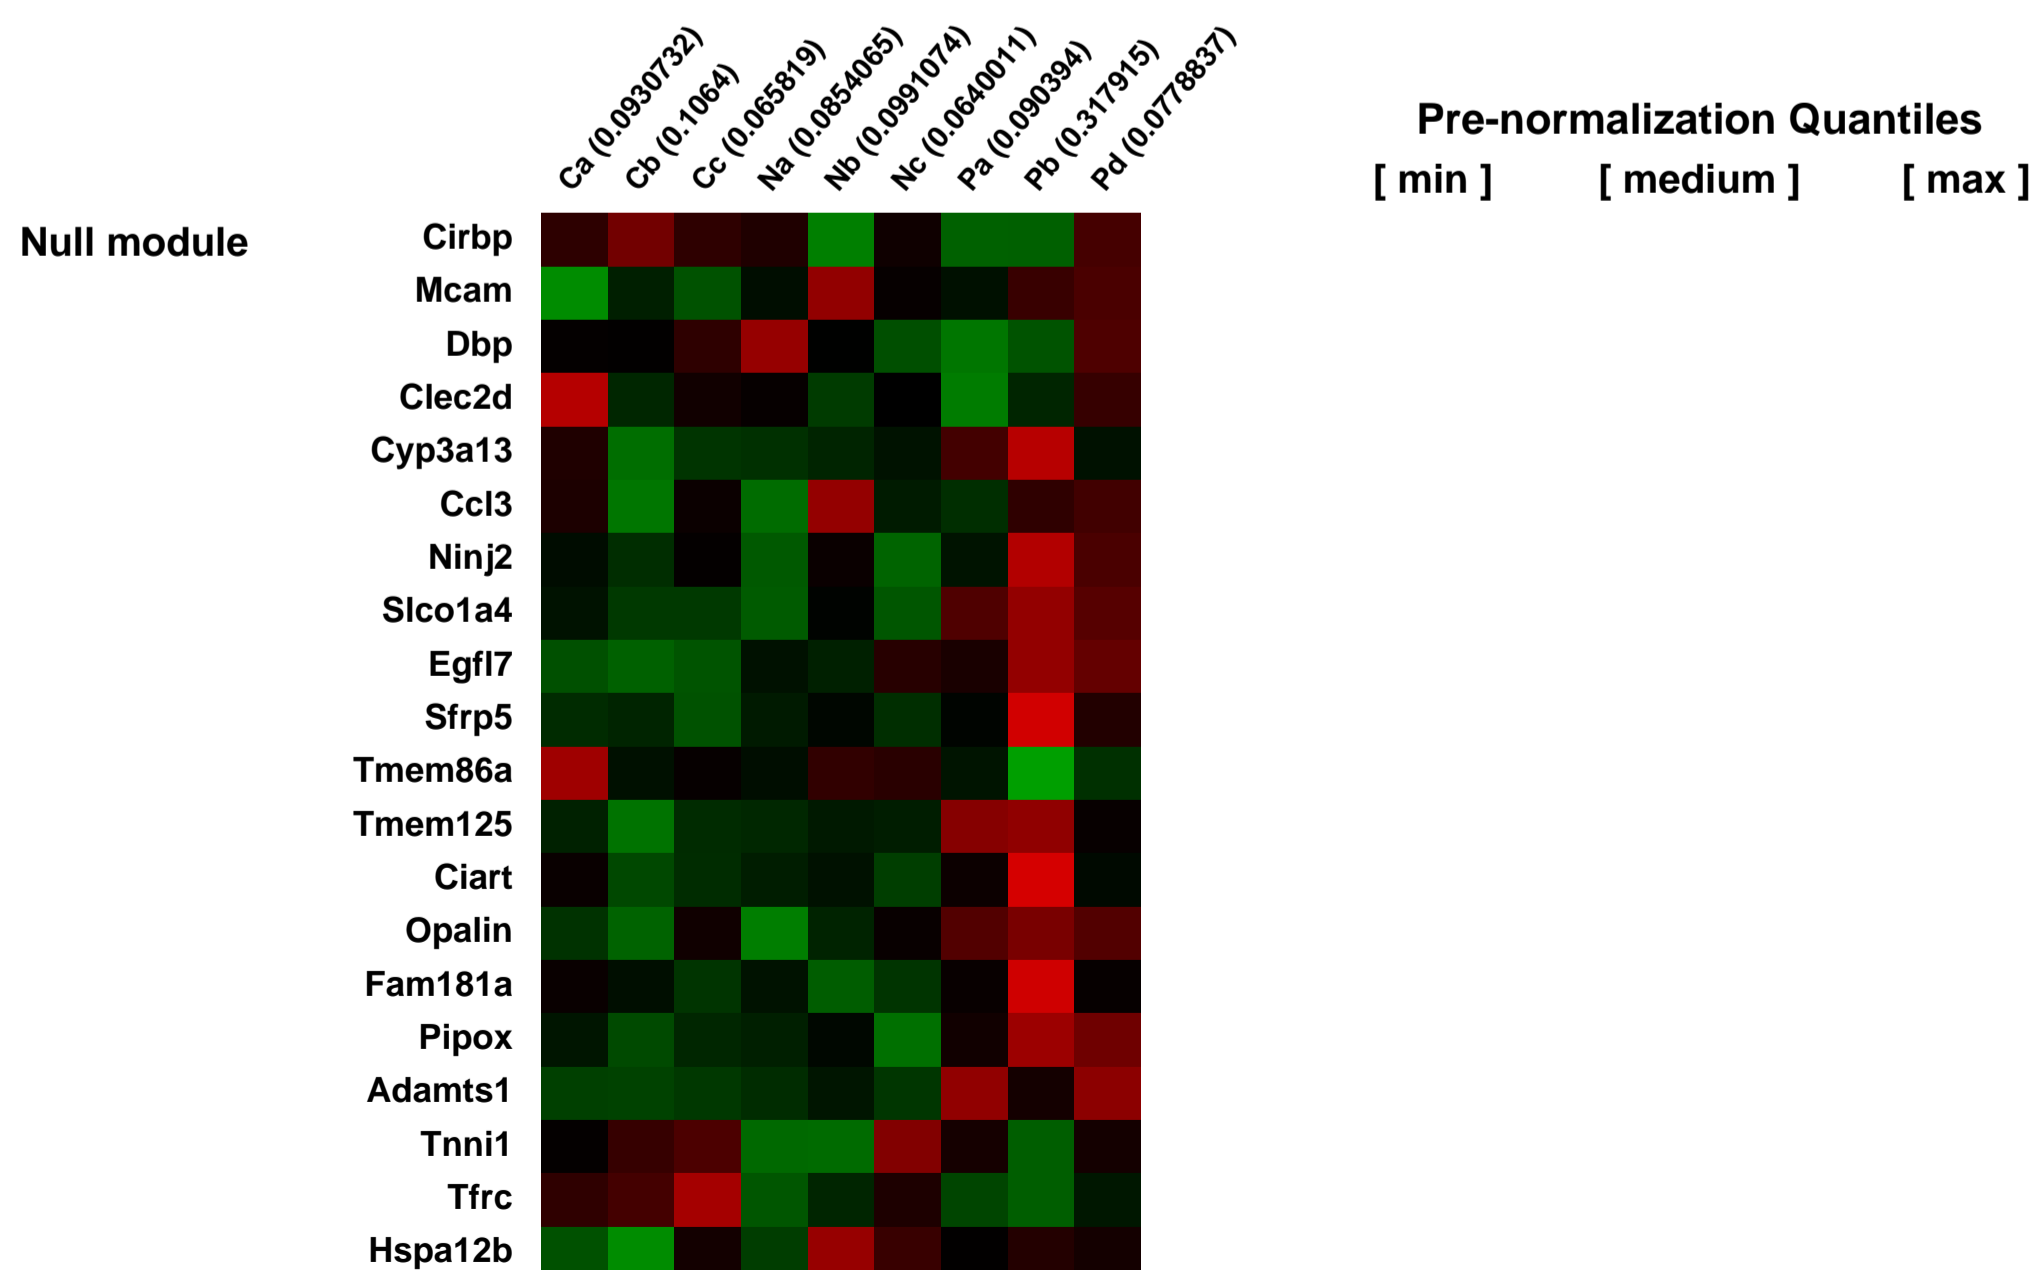 Ca (0.0930732)
Cb (0.1064)
Cc (0.065819)
Na (0.0854065)
Nb (0.0991074)
Nc (0.0640011)
Pa (0.090394)
Pb (0.317915)
Pd (0.0778837)
Pre-normalization Quantiles
[ min ] [ medium ] [ max ]
Null module
Cirbp
Mcam
Dbp
Clec2d
Cyp3a13
Ccl3
Ninj2
Slco1a4
Egfl7
Sfrp5
Tmem86a
Tmem125
Ciart
Opalin
Fam181a
Pipox
Adamts1
Tnni1
Tfrc
Hspa12b